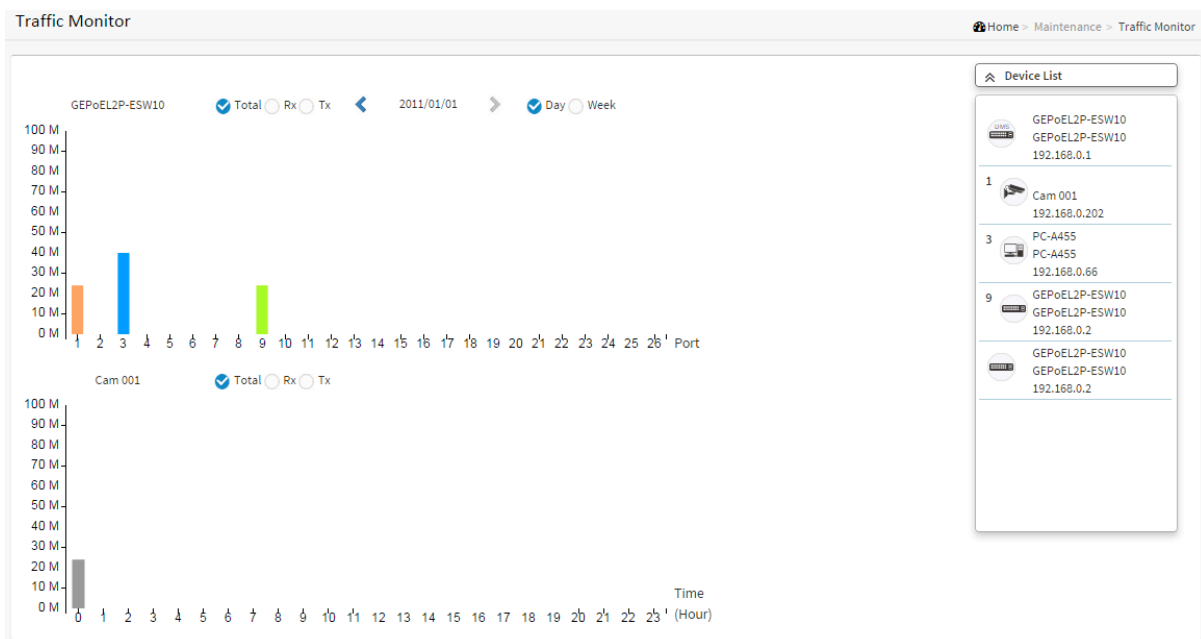 Traffic Monitor
Home > Maintenance > Traffic Monitor
Device List
GEPoEL2P-ESW10 Total Rx Tx 2011/01/01 Day Week
100 M
90 M
80 M
70 M
60 M
50 M
40 M
30 M
20 M
10 M
0 M
1 2 3 4 5 6 7 8 9 10 11 12 13 14 15 16 17 18 19 20 21 22 23 24 25 26 Port
Cam 001 Total Rx Tx
100 M
90 M
80 M
70 M
60 M
50 M
40 M
30 M
20 M
10 M
0 M
0 1 2 3 4 5 6 7 8 9 10 11 12 13 14 15 16 17 18 19 20 21 22 23
Time
(Hour)
DMS
GEPoEL2P-ESW10
GEPoEL2P-ESW10
192.168.0.1
1
Cam 001
192.168.0.202
3
PC-A455
PC-A455
192.168.0.66
9
GEPoEL2P-ESW10
GEPoEL2P-ESW10
192.168.0.2
GEPoEL2P-ESW10
GEPoEL2P-ESW10
192.168.0.2